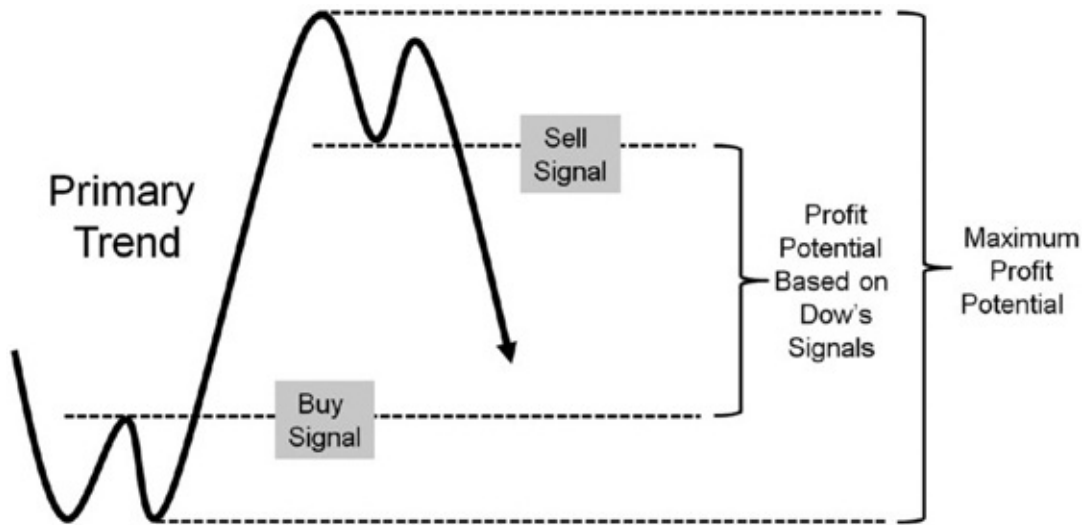 Primary
Trend
Sell
Signal
Buy
Signal
Profit
Potential
Based on
Dow's
Signals
Maximum
Profit
Potential